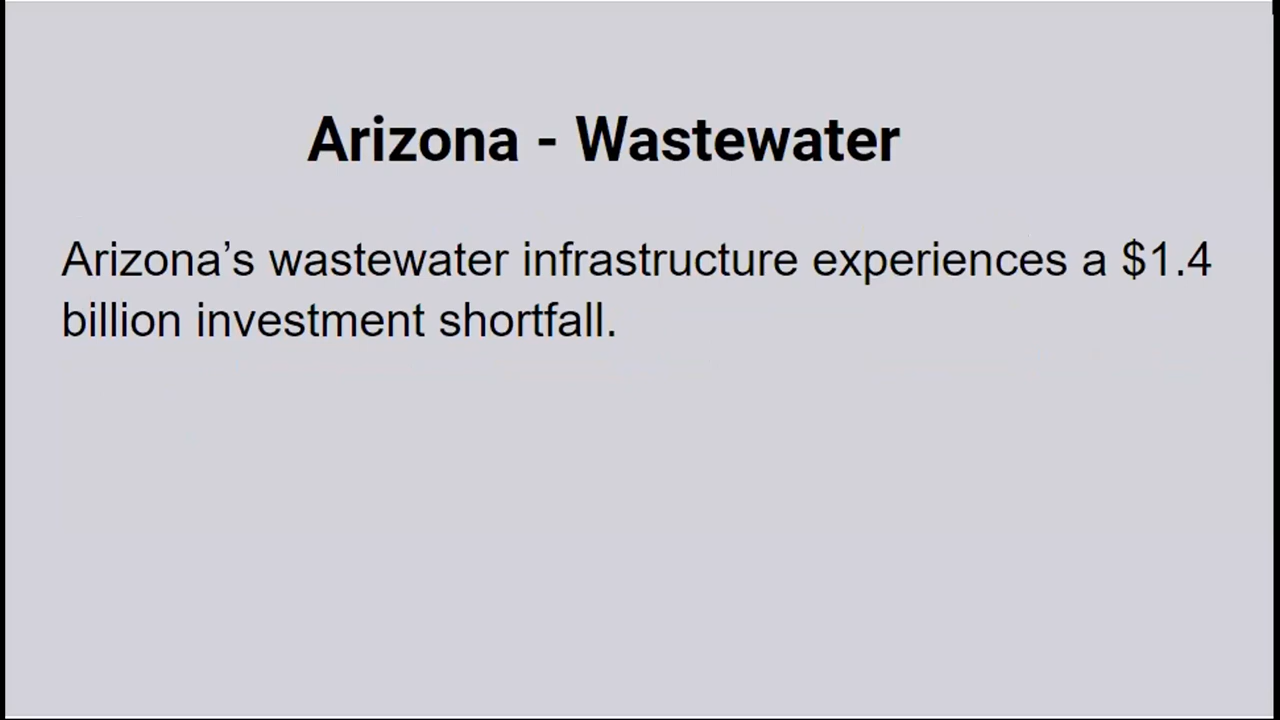 Arizona - Wastewater
Arizona’s wastewater infrastructure experiences a $1.4
billion investment shortfall.